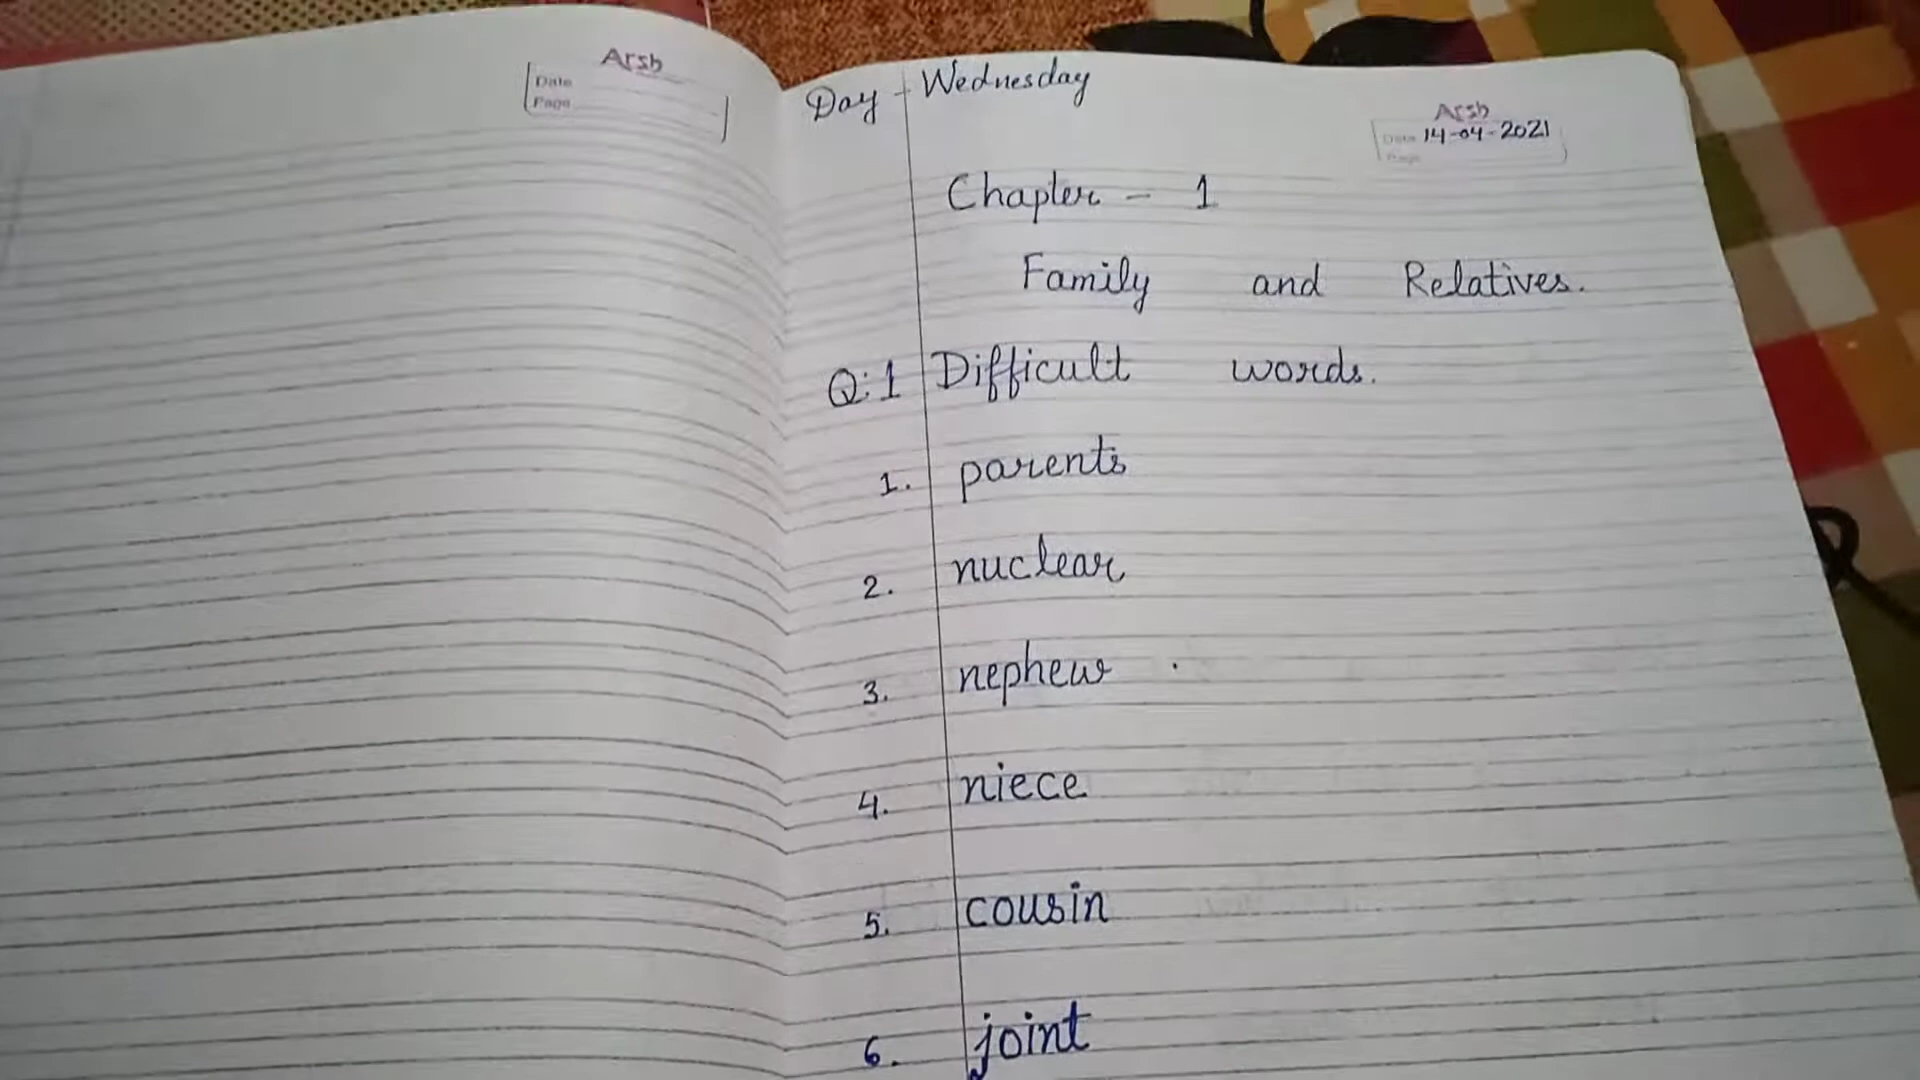 Arsh
Date
Page
Day - Wednesday
Arsh
Date 14-04-2021
Page
Chapter - 1
Family and Relatives.
Q:1 Difficult words.
1. parents
2. nuclear
3. nephew
4. niece
5. cousin
6. joint